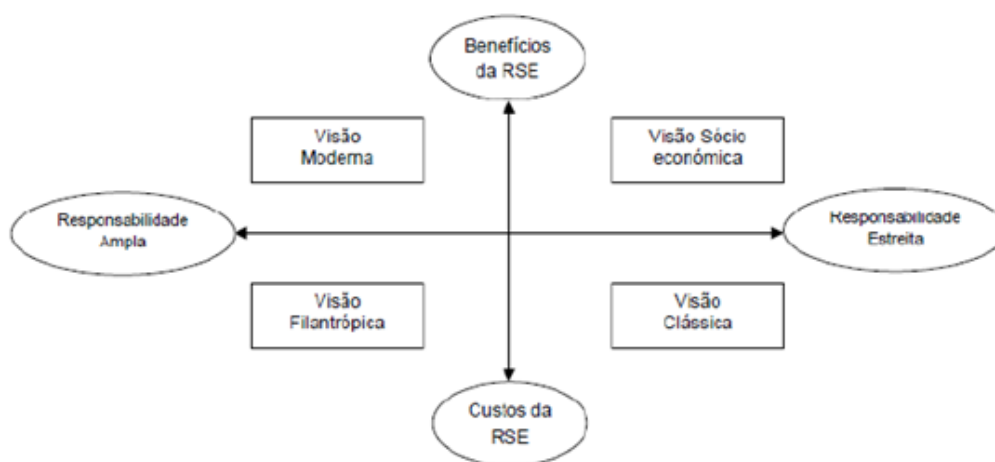 Benefícios
da RSE
Visão
Moderna
Visão Sócio
económica
Responsabilidade
Ampla
Responsabilidade
Estreita
Visão
Filantrópica
Visão
Clássica
Custos da
RSE